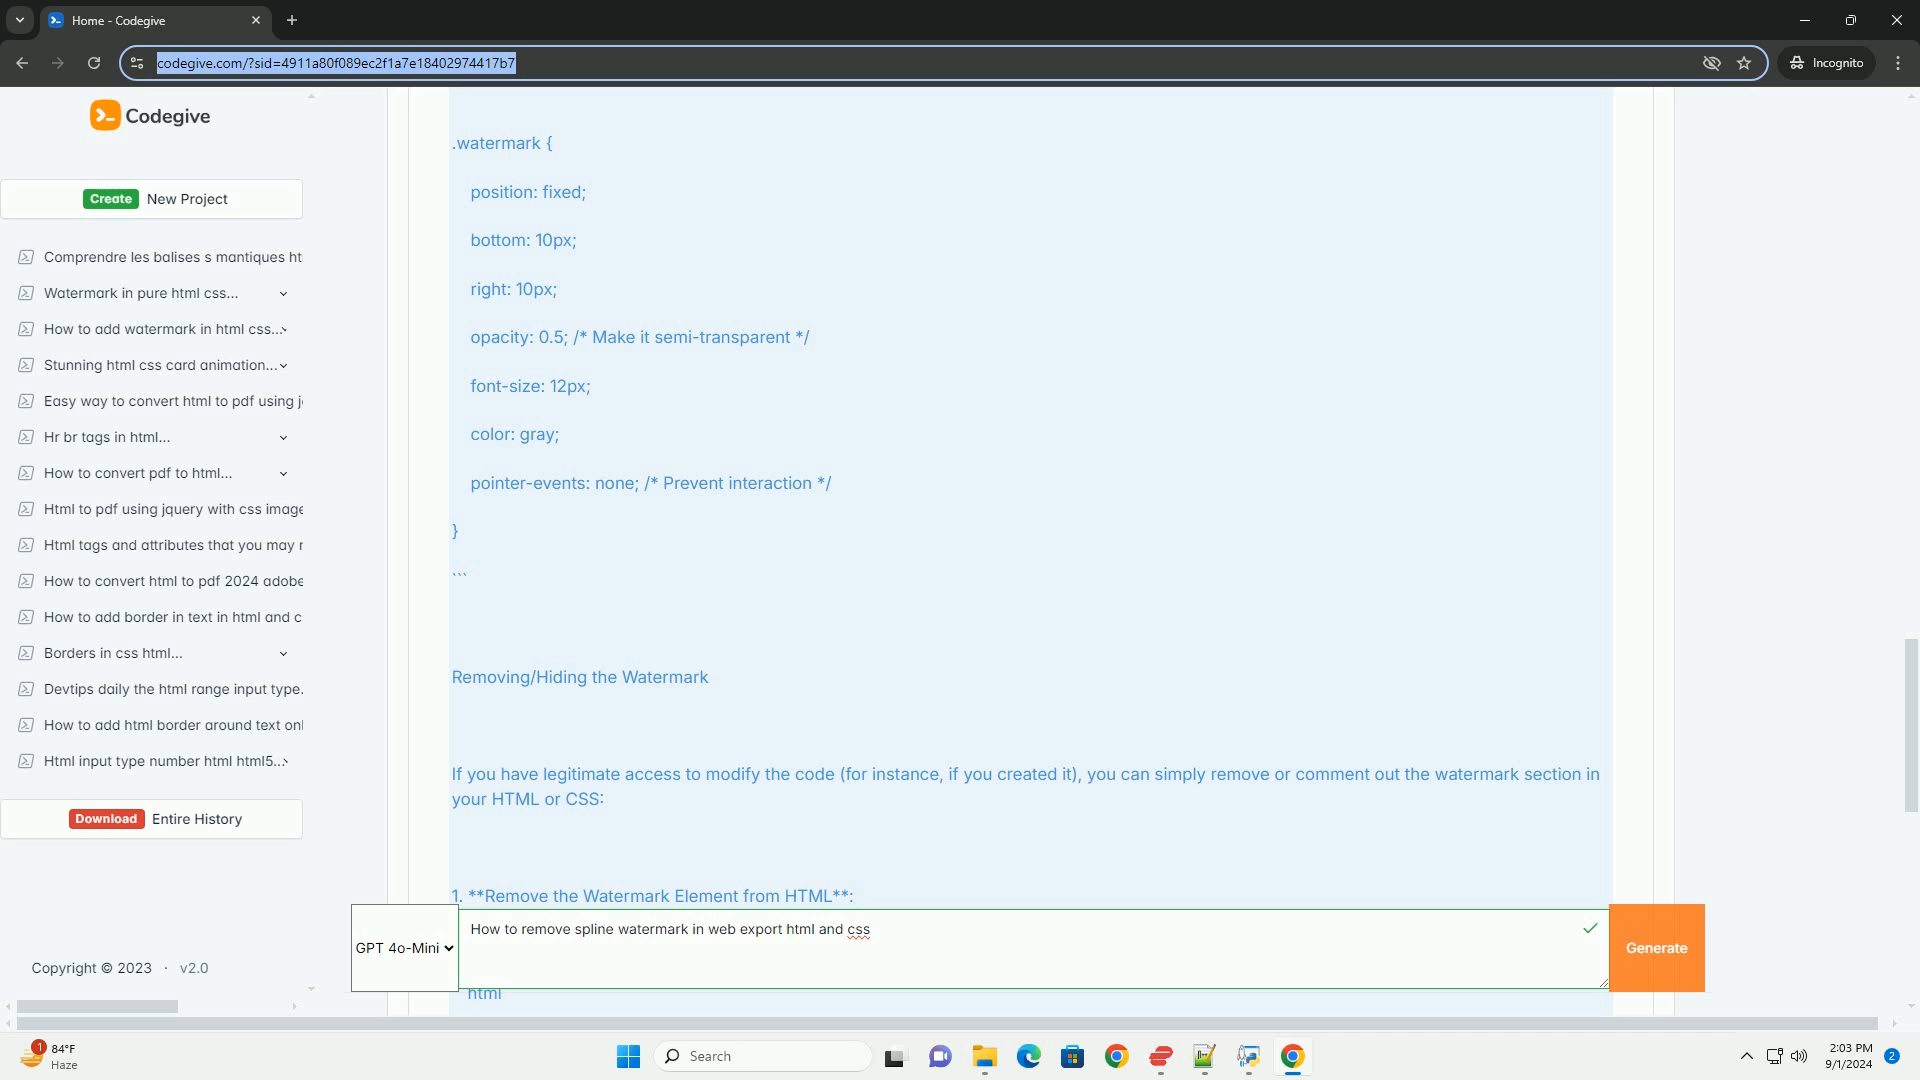 Home - Codegive
codegive.com/?sid=4911a80f089ec2f1a7e18402974417b7
Incognito
Codegive
Create New Project
Comprendre les balises s mantiques ht
Watermark in pure html css...
How to add watermark in html css...
Stunning html css card animation...
Easy way to convert html to pdf using j
Hr br tags in html...
How to convert pdf to html...
Html to pdf using jquery with css image
Html tags and attributes that you may r
How to convert html to pdf 2024 adobe
How to add border in text in html and c
Borders in css html...
Devtips daily the html range input type.
How to add html border around text onl
Html input type number html html5...
Download Entire History
Copyright © 2023 · v2.0
.watermark {
position: fixed;
bottom: 10px;
right: 10px;
opacity: 0.5; /* Make it semi-transparent */
font-size: 12px;
color: gray;
pointer-events: none; /* Prevent interaction */
}
```
Removing/Hiding the Watermark
If you have legitimate access to modify the code (for instance, if you created it), you can simply remove or comment out the watermark section in
your HTML or CSS:
1. **Remove the Watermark Element from HTML**:
GPT 4o-Mini
How to remove spline watermark in web export html and css
Generate
html
1
84°F
Haze
Search
2:03 PM
9/1/2024
2